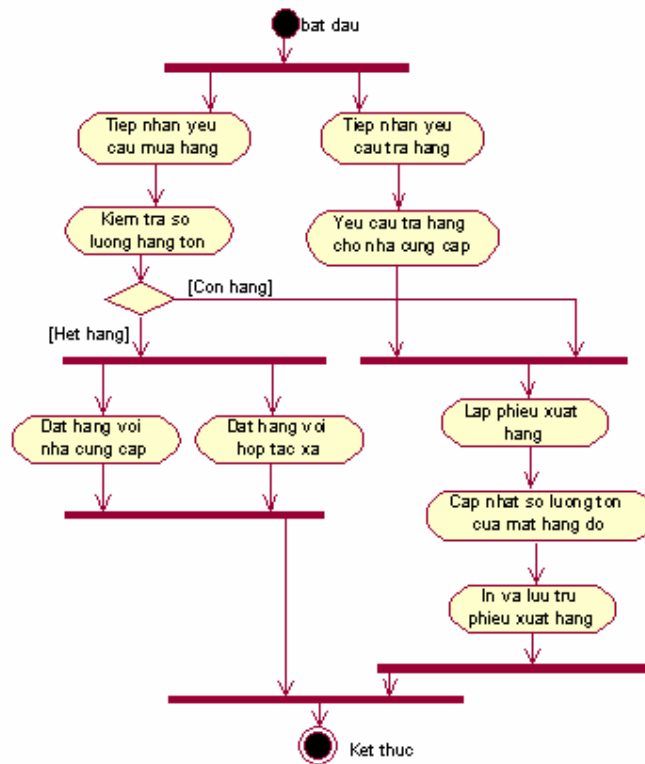 bat dau
Tiep nhan yeu
cau mua hang
Tiep nhan yeu
cau tra hang
Kiem tra so
luong hang ton
Yeu cau tra hang
cho nha cung cap
[Con hang]
[Het hang]
Dat hang voi
nha cung cap
Dat hang voi
hop tac xa
Lap phieu xuat
hang
Cap nhat so luong ton
cua mat hang do
In va luu tru
phieu xuat hang
Ket thuc